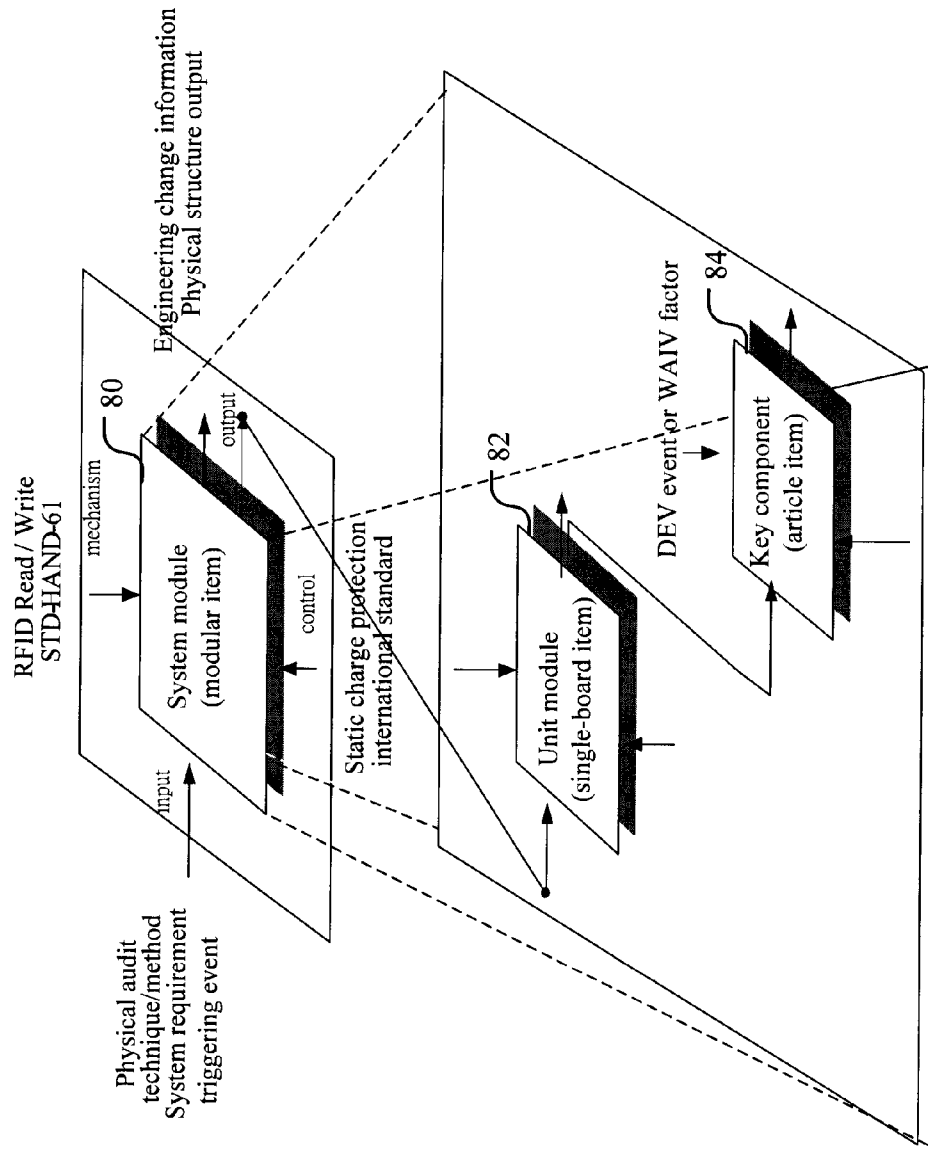 RFID Read / Write
STD-HAND-61
mechanism
80
Engineering change information
Physical structure output
System module
(modular item)
output
input
control
Physical audit
technique/method
System requirement
triggering event
Static charge protection
international standard
82
Unit module
(single-board item)
DEV event or WAIV factor
84
Key component
(article item)